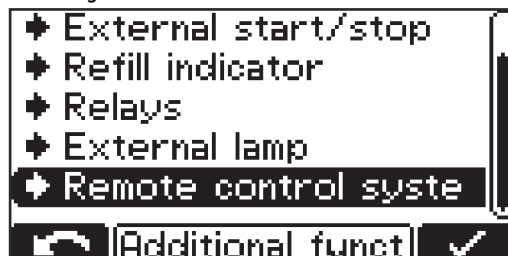 External start/stop
Refill indicator
Relays
External lamp
Remote control syste
Additional funct